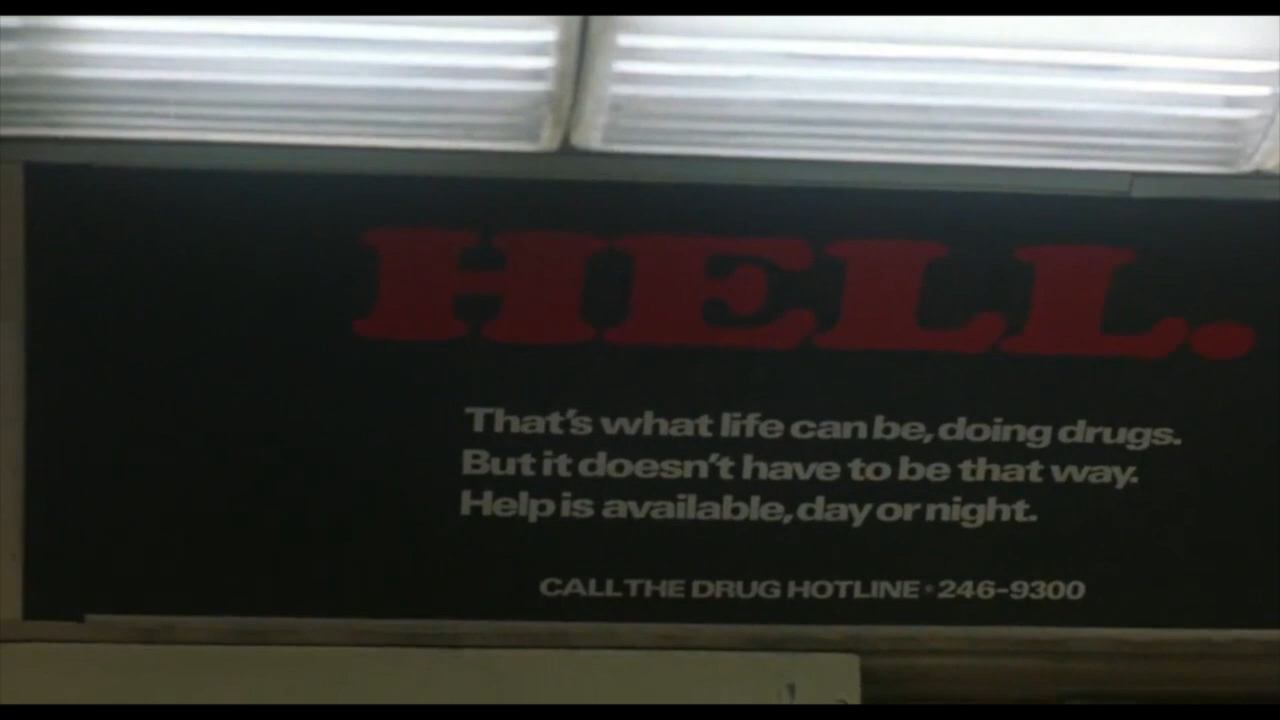 HELL.
That's what life can be, doing drugs.
But it doesn't have to be that way.
Help is available, day or night.
CALL THE DRUG HOTLINE • 246-9300